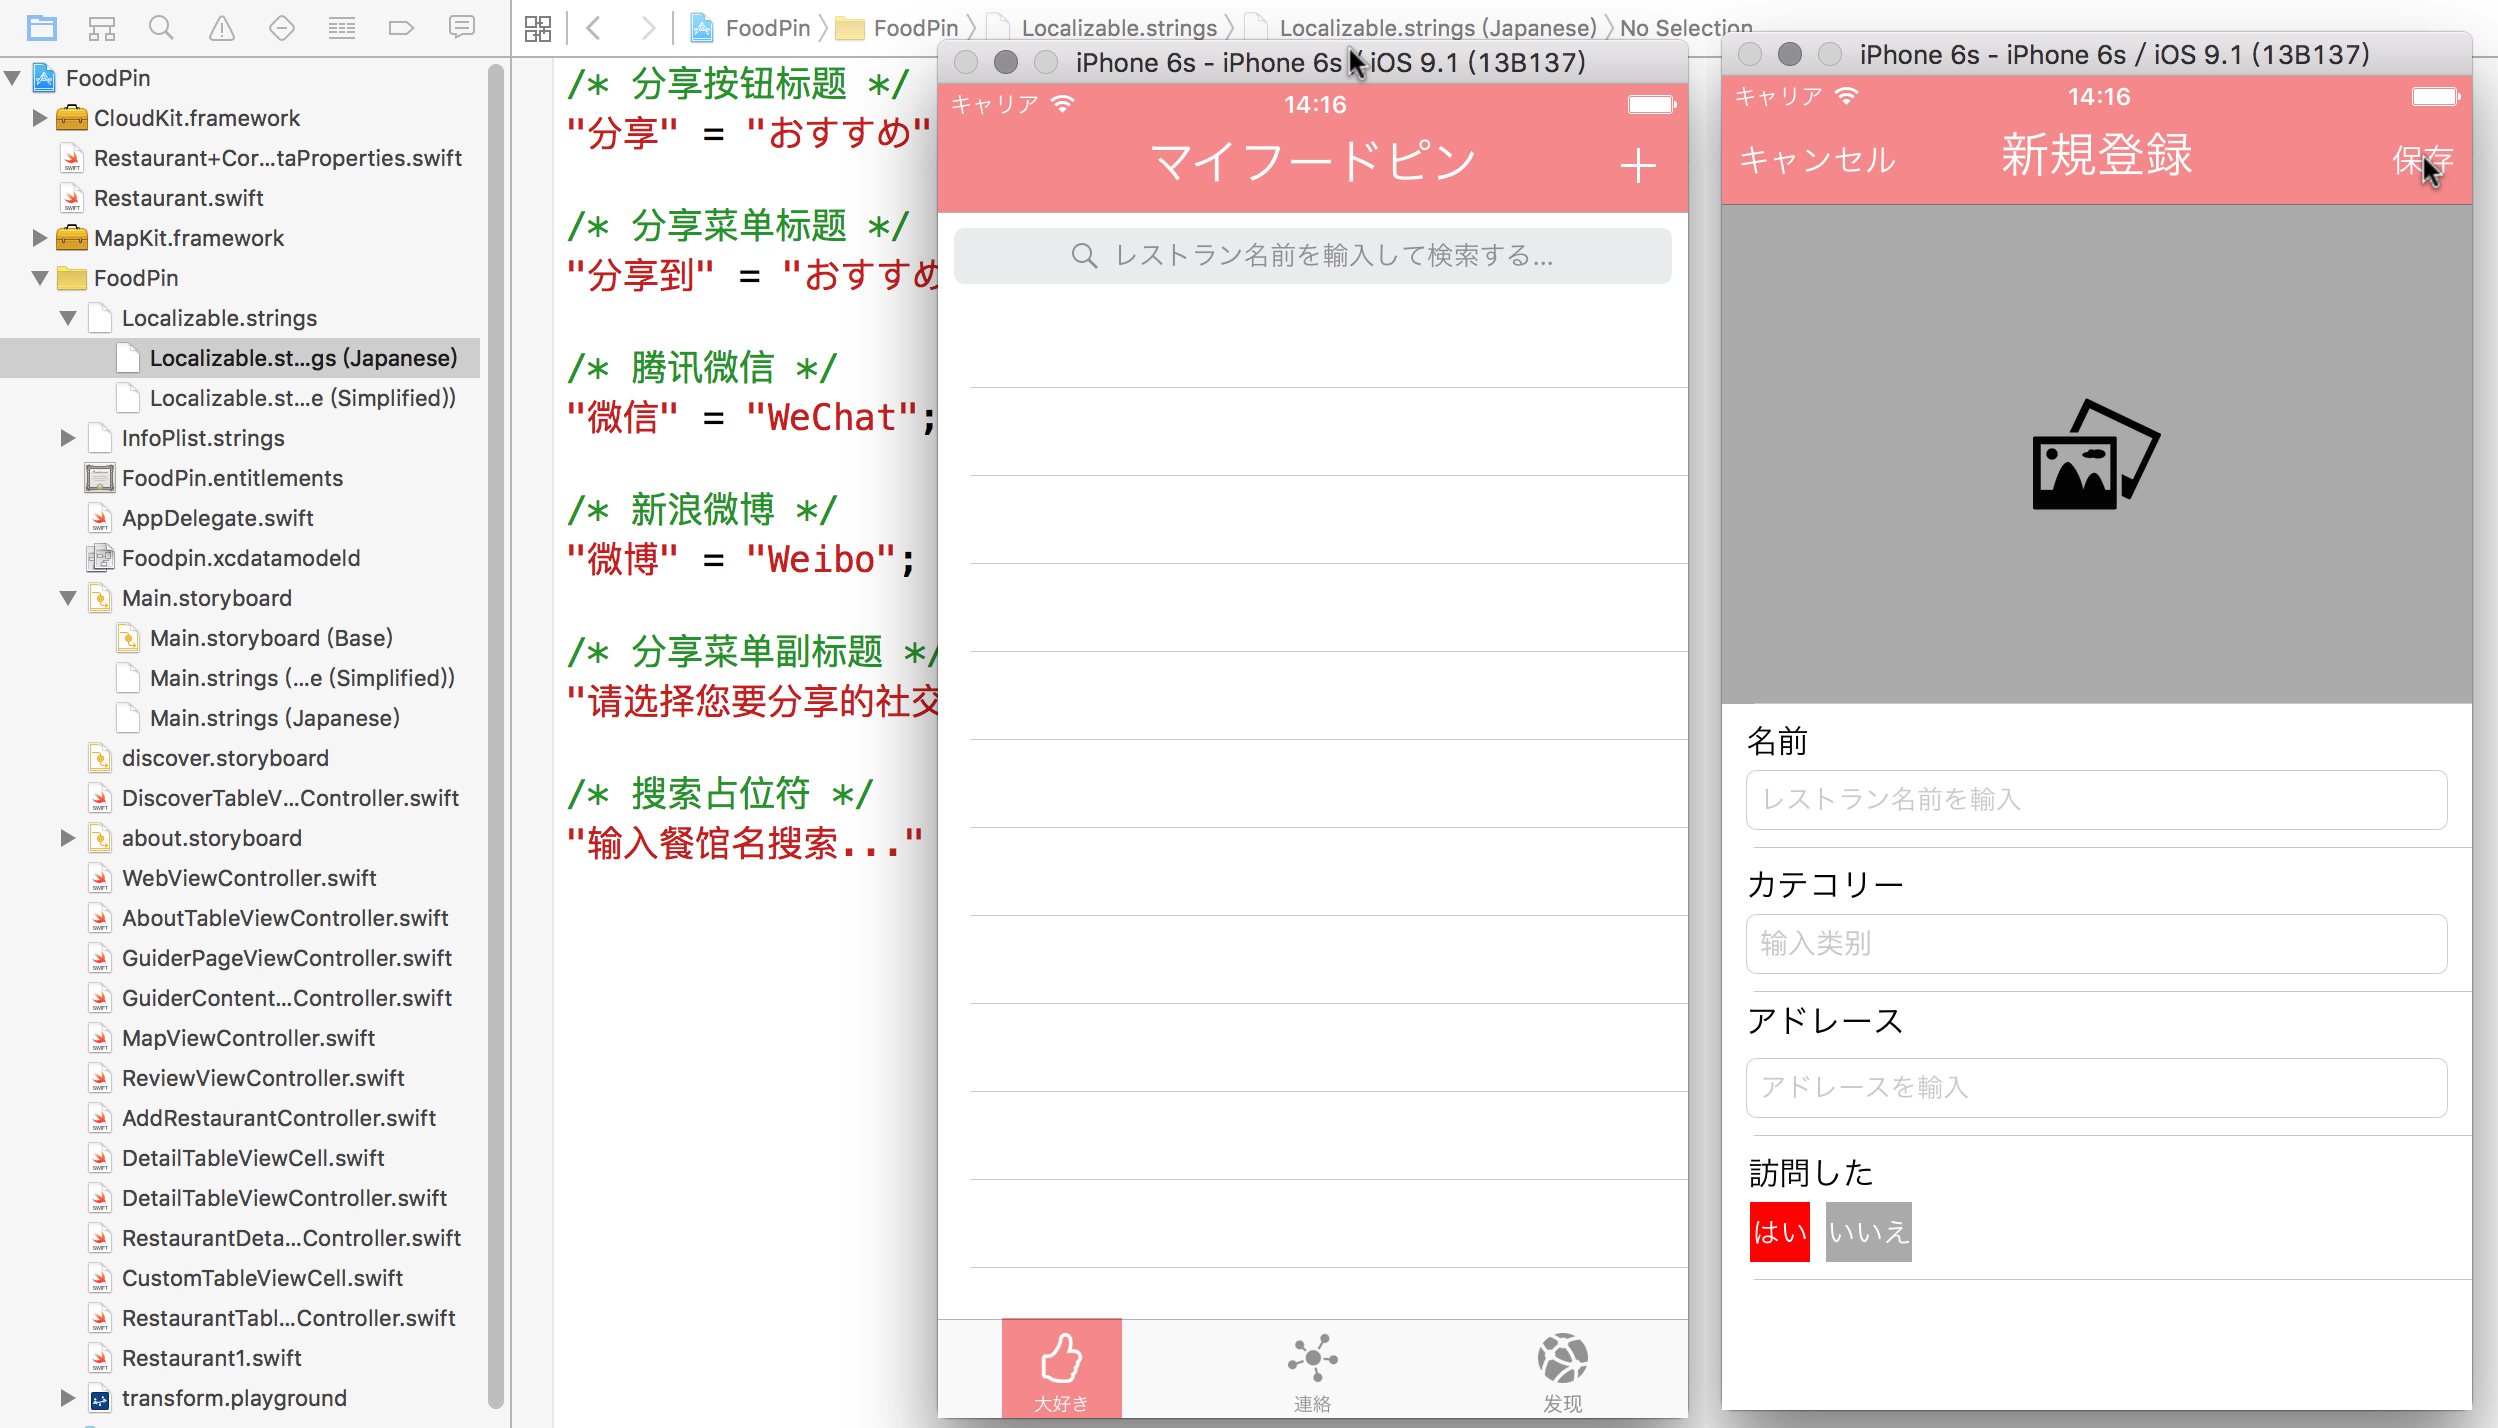 FoodPin
FoodPin
Localizable.strings
Localizable.strings (Japanese)
No Selection
FoodPin
CloudKit.framework
Restaurant+Cor...taProperties.swift
Restaurant.swift
MapKit.framework
FoodPin
Localizable.strings
Localizable.st...gs (Japanese)
Localizable.st...e (Simplified))
InfoPlist.strings
FoodPin.entitlements
AppDelegate.swift
Foodpin.xcdatamodeld
Main.storyboard
Main.storyboard (Base)
Main.strings (...e (Simplified))
Main.strings (Japanese)
discover.storyboard
DiscoverTableV...Controller.swift
about.storyboard
WebViewController.swift
AboutTableViewController.swift
GuiderPageViewController.swift
GuiderContent...Controller.swift
MapViewController.swift
ReviewViewController.swift
AddRestaurantController.swift
DetailTableViewCell.swift
DetailTableViewController.swift
RestaurantDeta...Controller.swift
CustomTableViewCell.swift
RestaurantTabl...Controller.swift
Restaurant1.swift
transform.playground
/* 分享按钮标题 */
"分享" = "おすすめ"
/* 分享菜单标题 */
"分享到" = "おすすめ
/* 腾讯微信 */
"微信" = "WeChat";
/* 新浪微博 */
"微博" = "Weibo";
/* 分享菜单副标题 */
"请选择您要分享的社交
/* 搜索占位符 */
"输入餐馆名搜索..."
iPhone 6s - iPhone 6s / iOS 9.1 (13B137)
キャリア 14:16
マイフードピン +
レストラン名前を輸入して検索する...
大好き
連絡
发现
iPhone 6s - iPhone 6s / iOS 9.1 (13B137)
キャリア 14:16
キャンセル 新規登録 保存
名前
レストラン名前を輸入
カテゴリー
输入类别
アドレース
アドレースを輸入
訪問した
はい いいえ